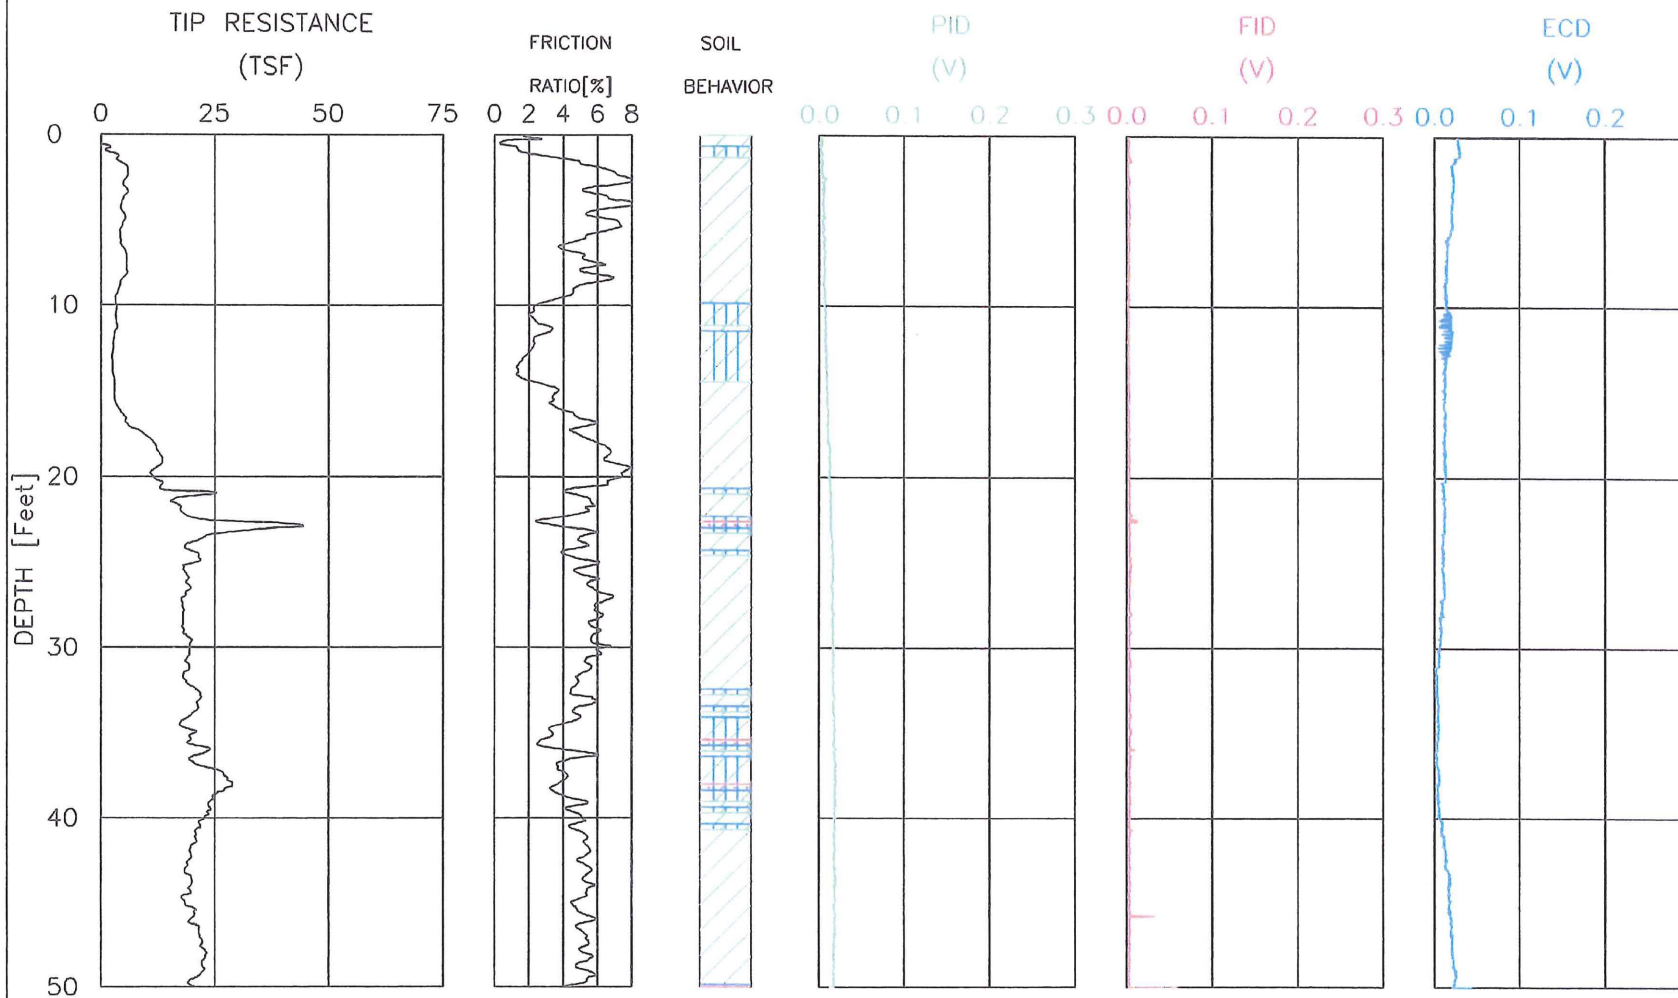 TIP RESISTANCE
(TSF)
FRICTION
RATIO[%]
SOIL
BEHAVIOR
PID
(V)
FID
(V)
ECD
(V)
0 25 50 75
0 2 4 6 8
0.0 0.1 0.2 0.3
0.0 0.1 0.2 0.3
0.0 0.1 0.2
DEPTH [Feet]
0
10
20
30
40
50